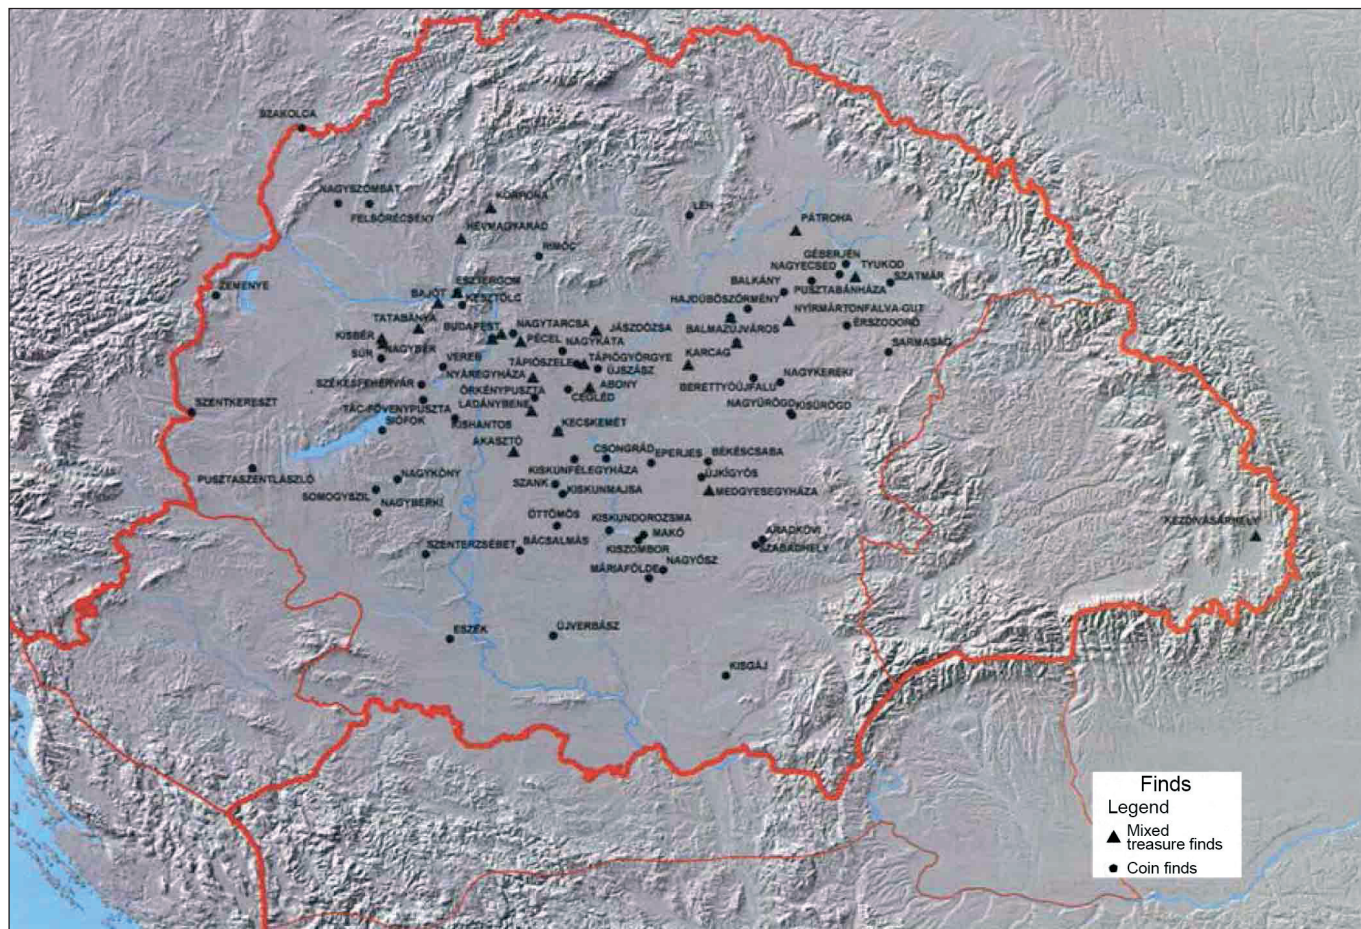 SZAKOLCA
NAGYSZOMBAT
KORPONA
LÉH
FELSŐRÉCSÉNY
HÉVMAGYARÁD
PÁTROHA
RIMÓC
GÉBERJÉN
NAGYECSED
TYUKOD
ZEMENYE
ESZTERGOM
BALKÁNY
SZATMÁR
BAJÓT
KESZTÖLC
HAJDÚBÖSZÖRMÉNY
PUSZTABÁNHÁZA
TATABÁNYA
NYÍRMÁRTONFALVA-GUT
BUDAPEST
NAGYTARCSA
JÁSZDÓZSA
BALMAZÚJVÁROS
ÉRSZODORÓ
KISBÉR
PÉCEL
NAGYKÁTA
NAGYBÉR
SÚR
VEREB
TÁPIÓSZELE
TÁPIÓGYÖRGYE
KARCAG
SARMASÁG
NYÁREGYHÁZA
ÚJSZÁSZ
SZÉKESFEHÉRVÁR
ÖRKÉNYPUSZTA
ABONY
BERETTYÓÚJFALU
NAGYKEREKI
CEGLÉD
SZENTKERESZT
TÁC-FÖVENYPUSZTA
LADÁNYBENE
NAGYÜRÖGD
KISÜRÖGD
SIÓFOK
KISHANTOS
KECSKEMÉT
AKASZTÓ
CSONGRÁD
EPERJES
BÉKÉSCSABA
PUSZTASZENTLÁSZLÓ
NAGYKÓNY
KISKUNFÉLEGYHÁZA
ÚJKÍGYÓS
SZANK
KISKUNMAJSA
MEDGYESEGYHÁZA
SOMOGYSZIL
NAGYBERKI
ÖTTÖMÖS
KISKUNDOROZSMA
ARADKÖVI
KÉZDIVÁSÁRHELY
MAKÓ
SZENTERZSÉBET
BÁCSALMÁS
KISZOMBOR
SZABADHELY
MÁRIAFÖLDE
NAGYŐSZ
ESZÉK
ÚJVERBÁSZ
KISGÁJ
Finds
Legend
Mixed
treasure finds
Coin finds